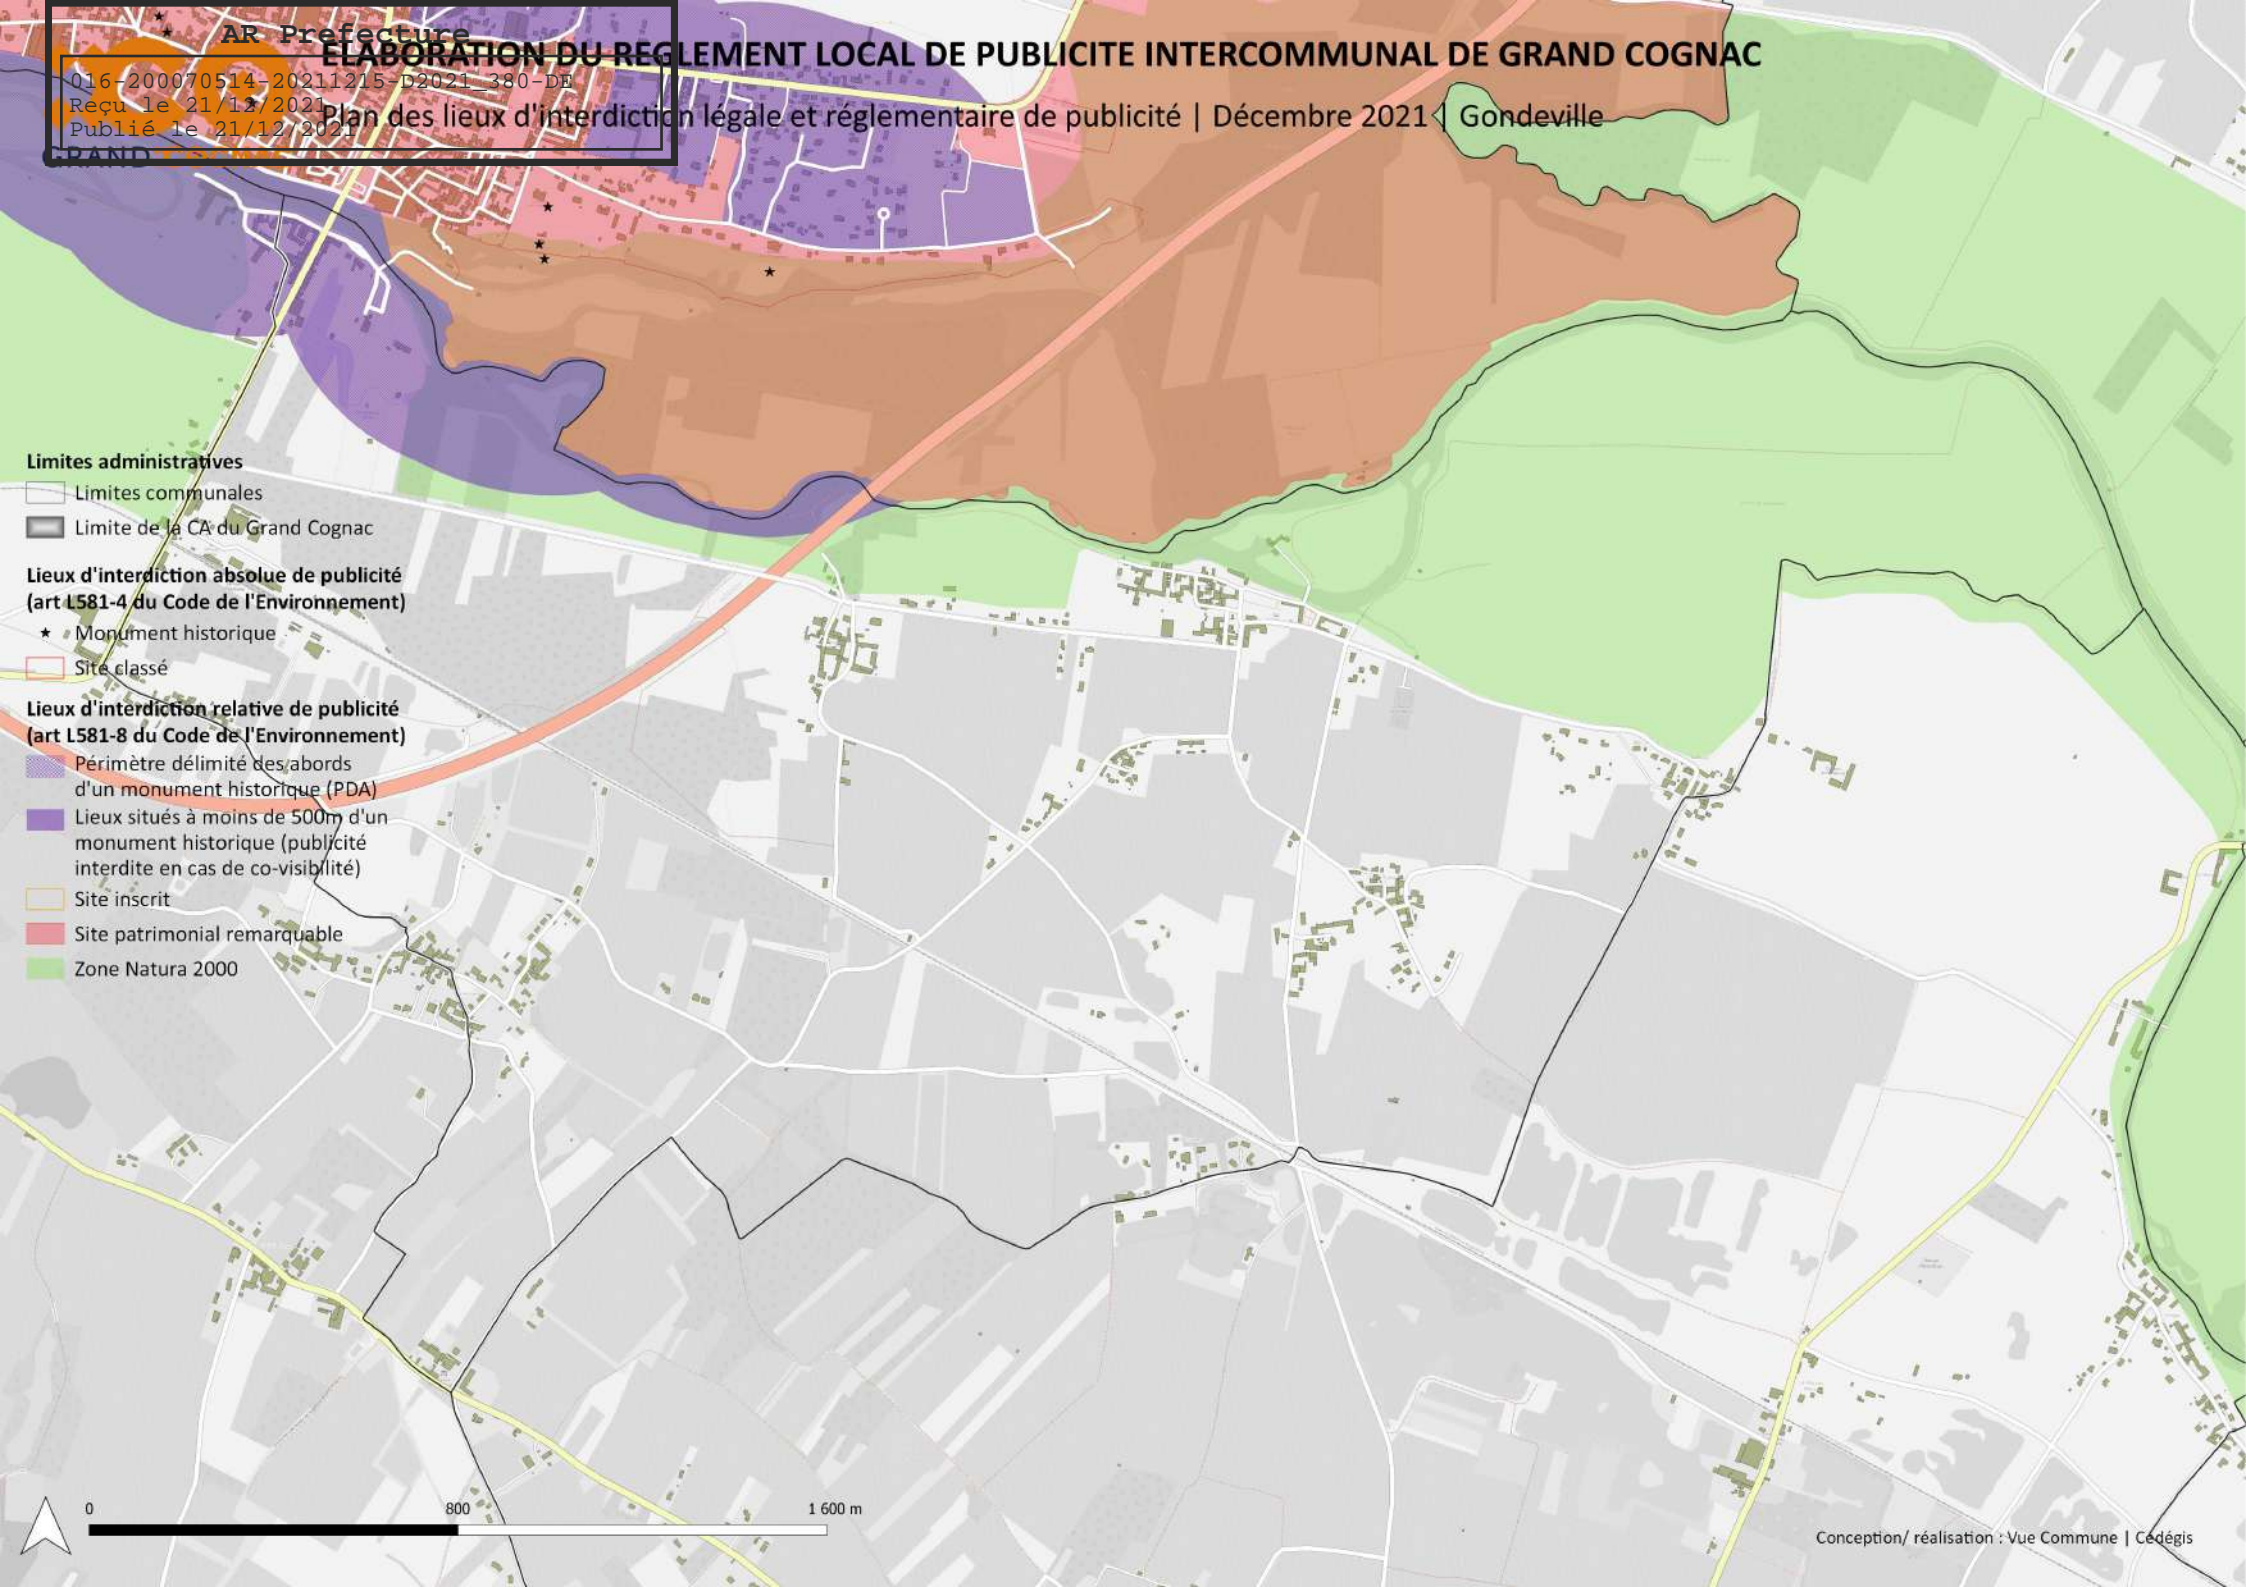 AR Prefecture
ELABORATION DU REGLEMENT LOCAL DE PUBLICITE INTERCOMMUNAL DE GRAND COGNAC
016-200070514-20211215-D2021_380-DE
Reçu le 21/12/2021
Plan des lieux d'interdiction légale et réglementaire de publicité | Décembre 2021 | Gondeville
Publié le 21/12/2021
GRAND
Limites administratives
Limites communales
Limite de la CA du Grand Cognac
Lieux d'interdiction absolue de publicité
(art L581-4 du Code de l'Environnement)
Monument historique
Site classé
Lieux d'interdiction relative de publicité
(art L581-8 du Code de l'Environnement)
Périmètre délimité des abords
d'un monument historique (PDA)
Lieux situés à moins de 500m d'un
monument historique (publicité
interdite en cas de co-visibilité)
Site inscrit
Site patrimonial remarquable
Zone Natura 2000
0 800 1 600 m
Conception/ réalisation : Vue Commune | Cédégis